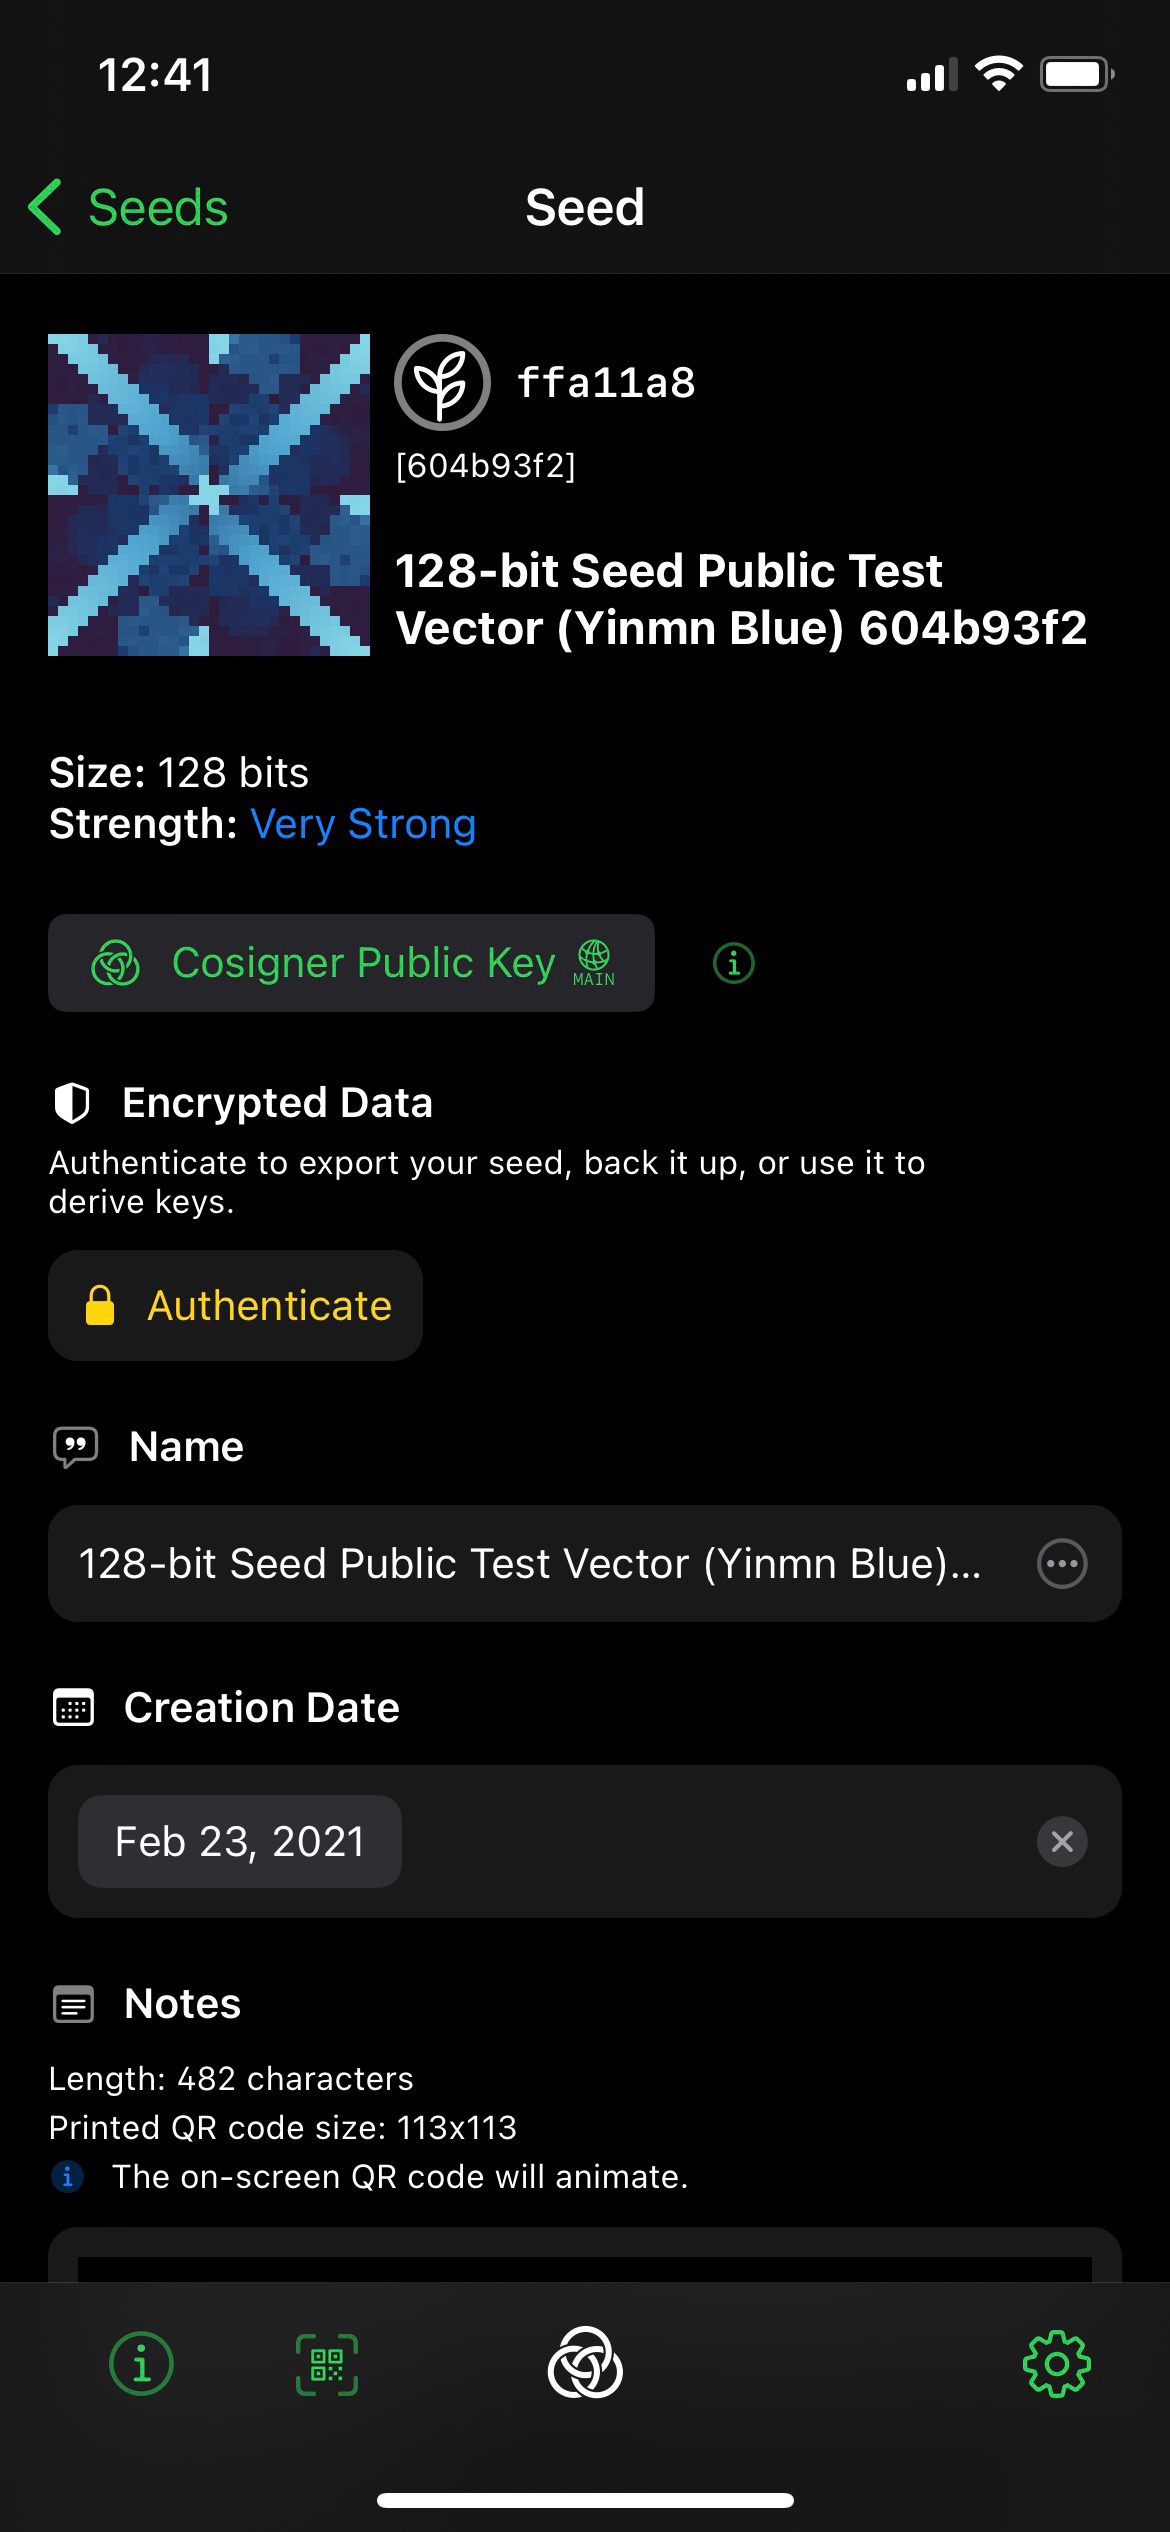 12:41
Seeds
Seed
ffa11a8
[604b93f2]
128-bit Seed Public Test
Vector (Yinmn Blue) 604b93f2
Size: 128 bits
Strength: Very Strong
Cosigner Public Key MAIN
Encrypted Data
Authenticate to export your seed, back it up, or use it to
derive keys.
Authenticate
Name
128-bit Seed Public Test Vector (Yinmn Blue)...
Creation Date
Feb 23, 2021
Notes
Length: 482 characters
Printed QR code size: 113x113
The on-screen QR code will animate.